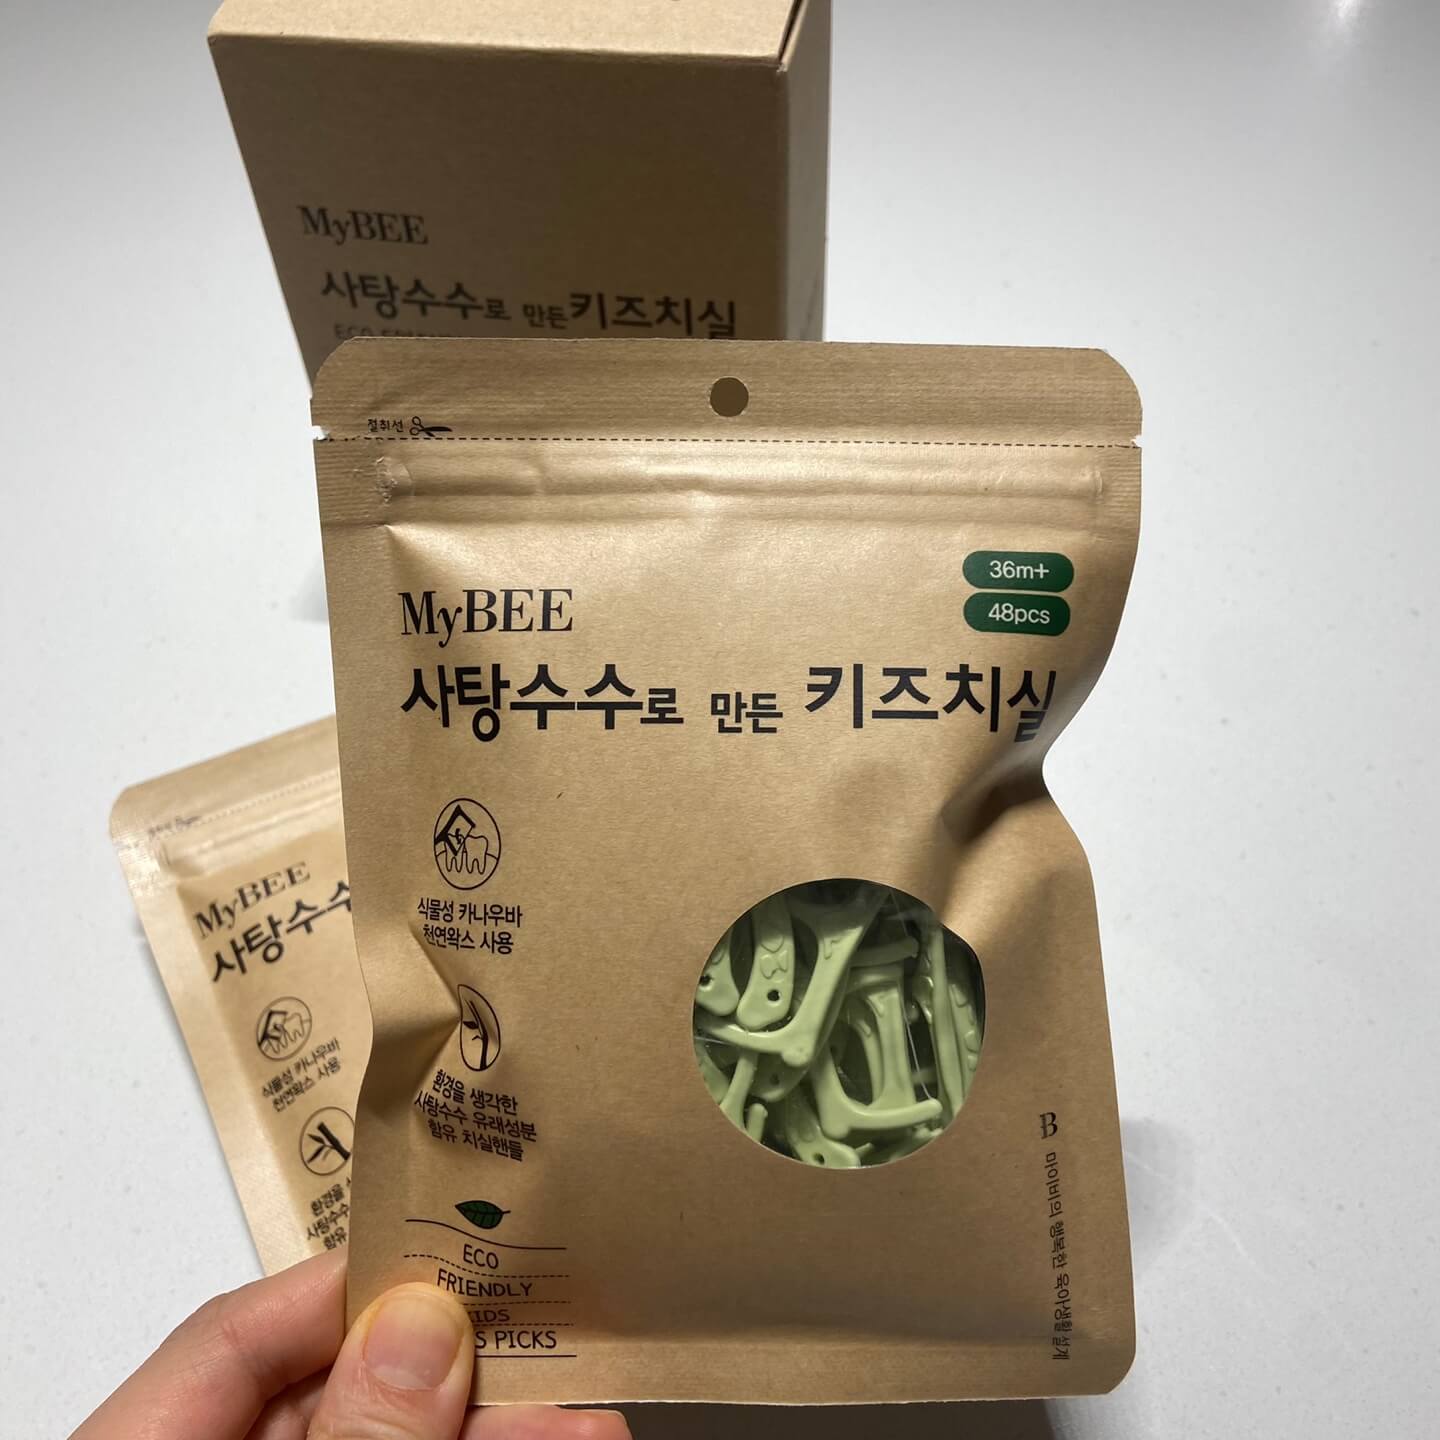 MyBEE
사탕수수로 만든 키즈치실
절취선
36m+
48pcs
MyBEE
사탕수수로 만든 키즈치실
식물성 카나우바
천연왁스 사용
환경을 생각한
사탕수수 유래성분
함유 치실핸들
ECO
FRIENDLY
PICKS
B 마이비의 행복한 육아생활설계
MyBEE
사탕수수
식물성 카나우바
천연왁스 사용
환경을
사탕수수
함유